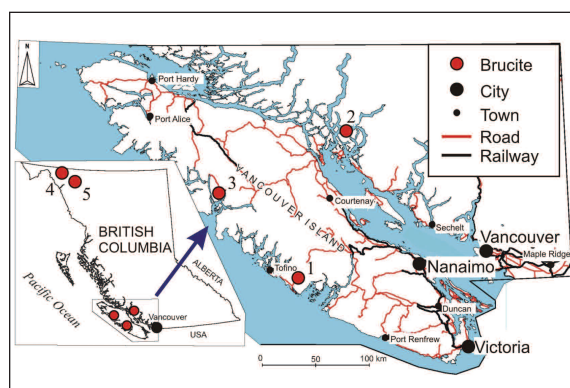 N
Port Hardy
Port Alice
2
3
VANCOUVER ISLAND
Courtenay
Sechelt
Vancouver
Maple Ridge
Nanaimo
Tofino
1
Duncan
Port Renfrew
Victoria
0 50 100 km
Brucite
City
Town
Road
Railway
4
5
BRITISH
COLUMBIA
ALBERTA
Pacific Ocean
Vancouver
USA